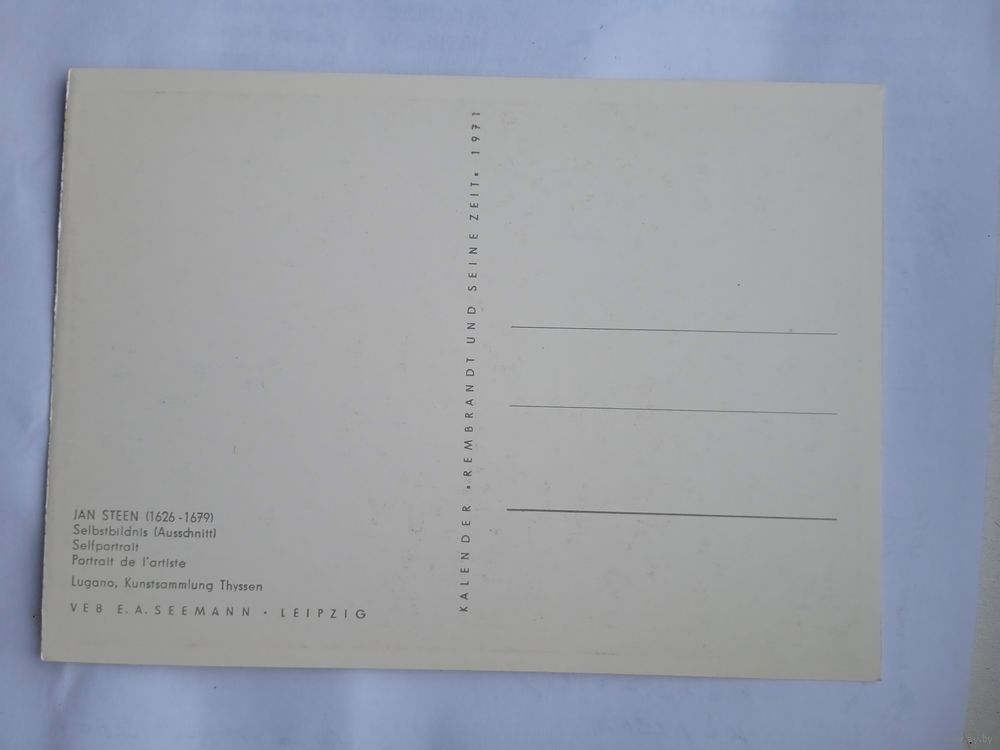 JAN STEEN (1626-1679)
Selbstbildnis (Ausschnitt)
Selfportrait
Portrait de l'artiste
Lugano, Kunstsammlung Thyssen
VEB E. A. SEEMANN · LEIPZIG
KALENDER „REMBRANDT UND SEINE ZEIT“ 1971